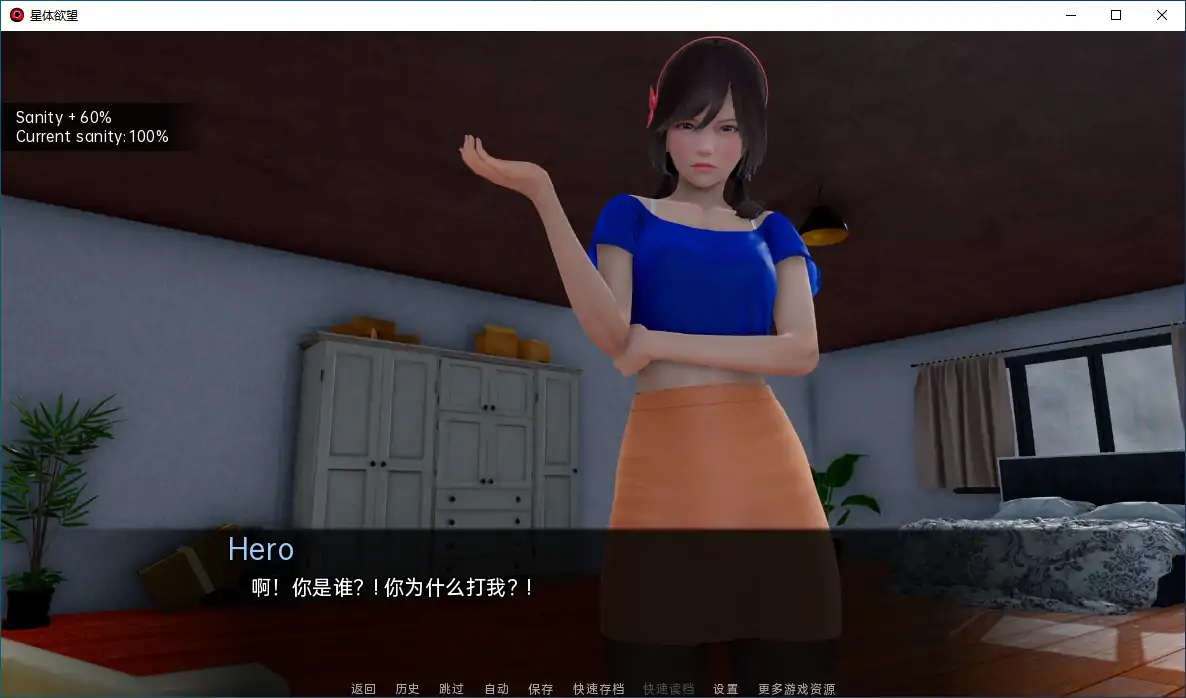 星体欲望
Sanity + 60%
Current sanity: 100%
Hero
啊！你是谁？！你为什么打我？！
返回 历史 跳过 自动 保存 快速存档 快速读档 设置 更多游戏资源